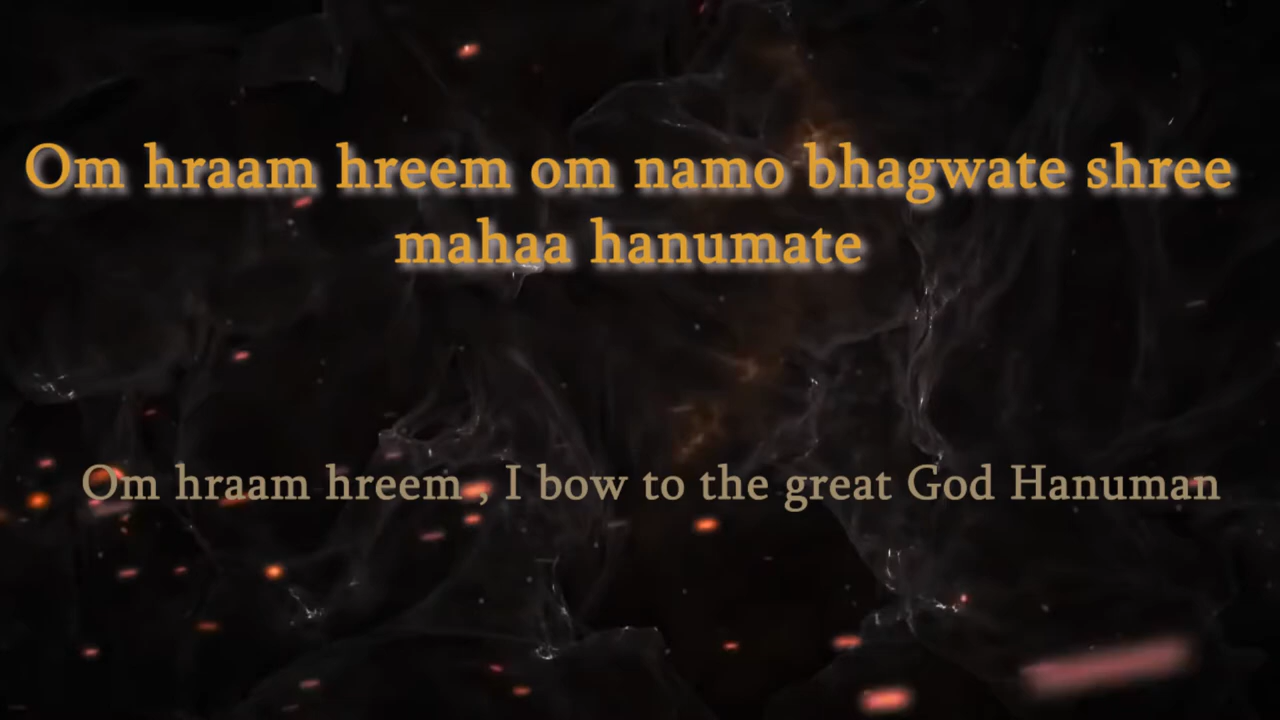 Om hraam hreem om namo bhagwate shree
mahaa hanumate
Om hraam hreem , I bow to the great God Hanuman